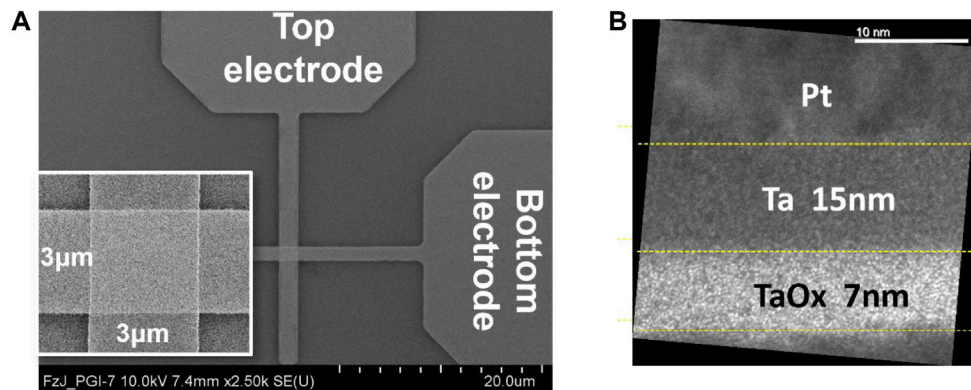 A
Top
electrode
Bottom
electrode
3µm
3µm
FzJ_PGI-7 10.0kV 7.4mm x2.50k SE(U)
20.0um
B
10 nm
Pt
Ta 15nm
TaOx 7nm